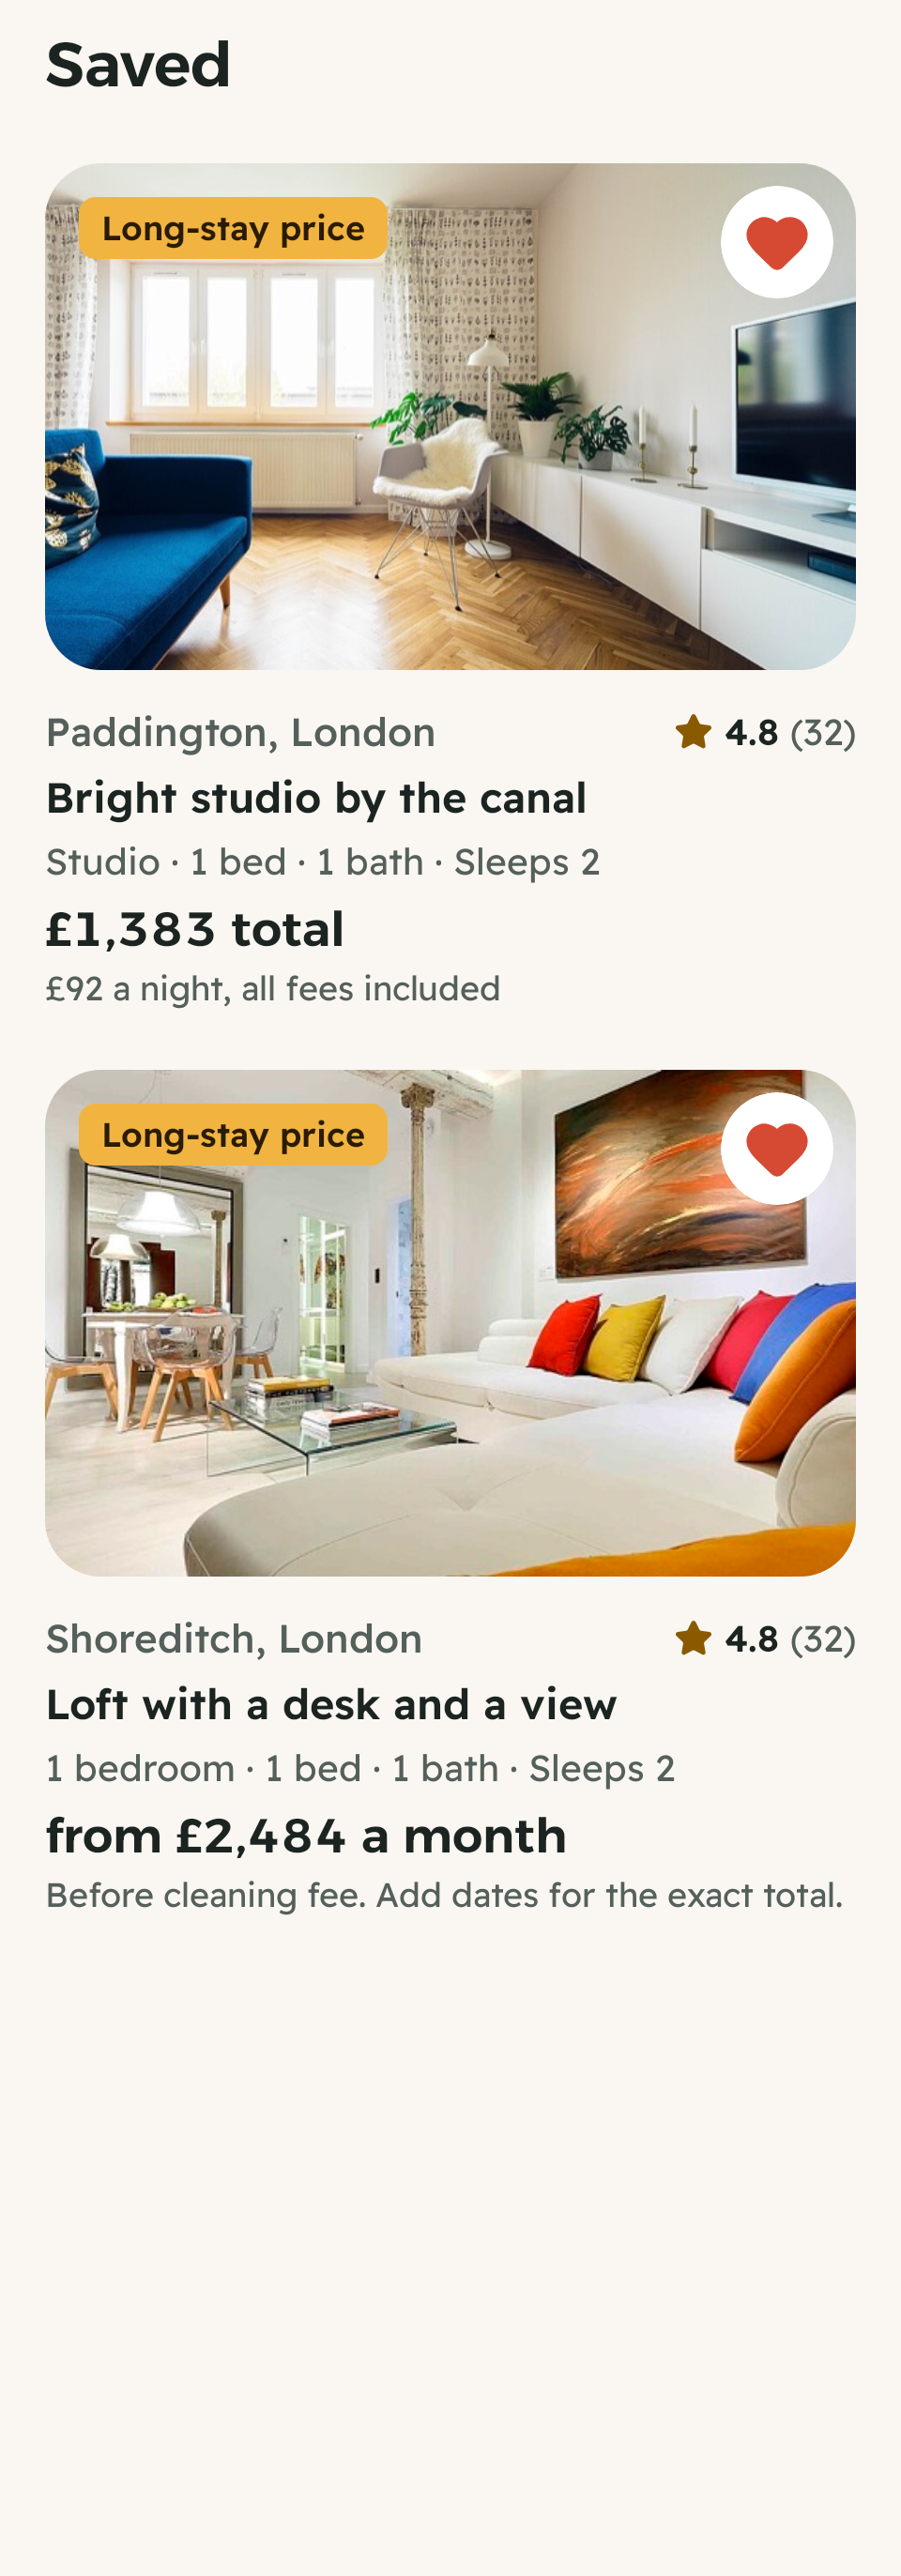 Saved
Long-stay price
Paddington, London
4.8 (32)
Bright studio by the canal
Studio · 1 bed · 1 bath · Sleeps 2
£1,383 total
£92 a night, all fees included
Long-stay price
Shoreditch, London
4.8 (32)
Loft with a desk and a view
1 bedroom · 1 bed · 1 bath · Sleeps 2
from £2,484 a month
Before cleaning fee. Add dates for the exact total.